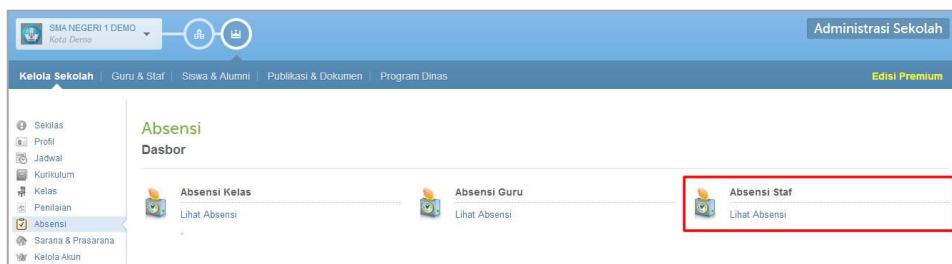 SMA NEGERI 1 DEMO
Kota Demo
Administrasi Sekolah
Kelola Sekolah | Guru & Staf | Siswa & Alumni | Publikasi & Dokumen | Program Dinas
Edisi Premium
Sekilas
Profil
Jadwal
Kurikulum
Kelas
Penilaian
Absensi
Sarana & Prasarana
Kelola Akun
Absensi
Dasbor
Absensi Kelas
Lihat Absensi
Absensi Guru
Lihat Absensi
Absensi Staf
Lihat Absensi